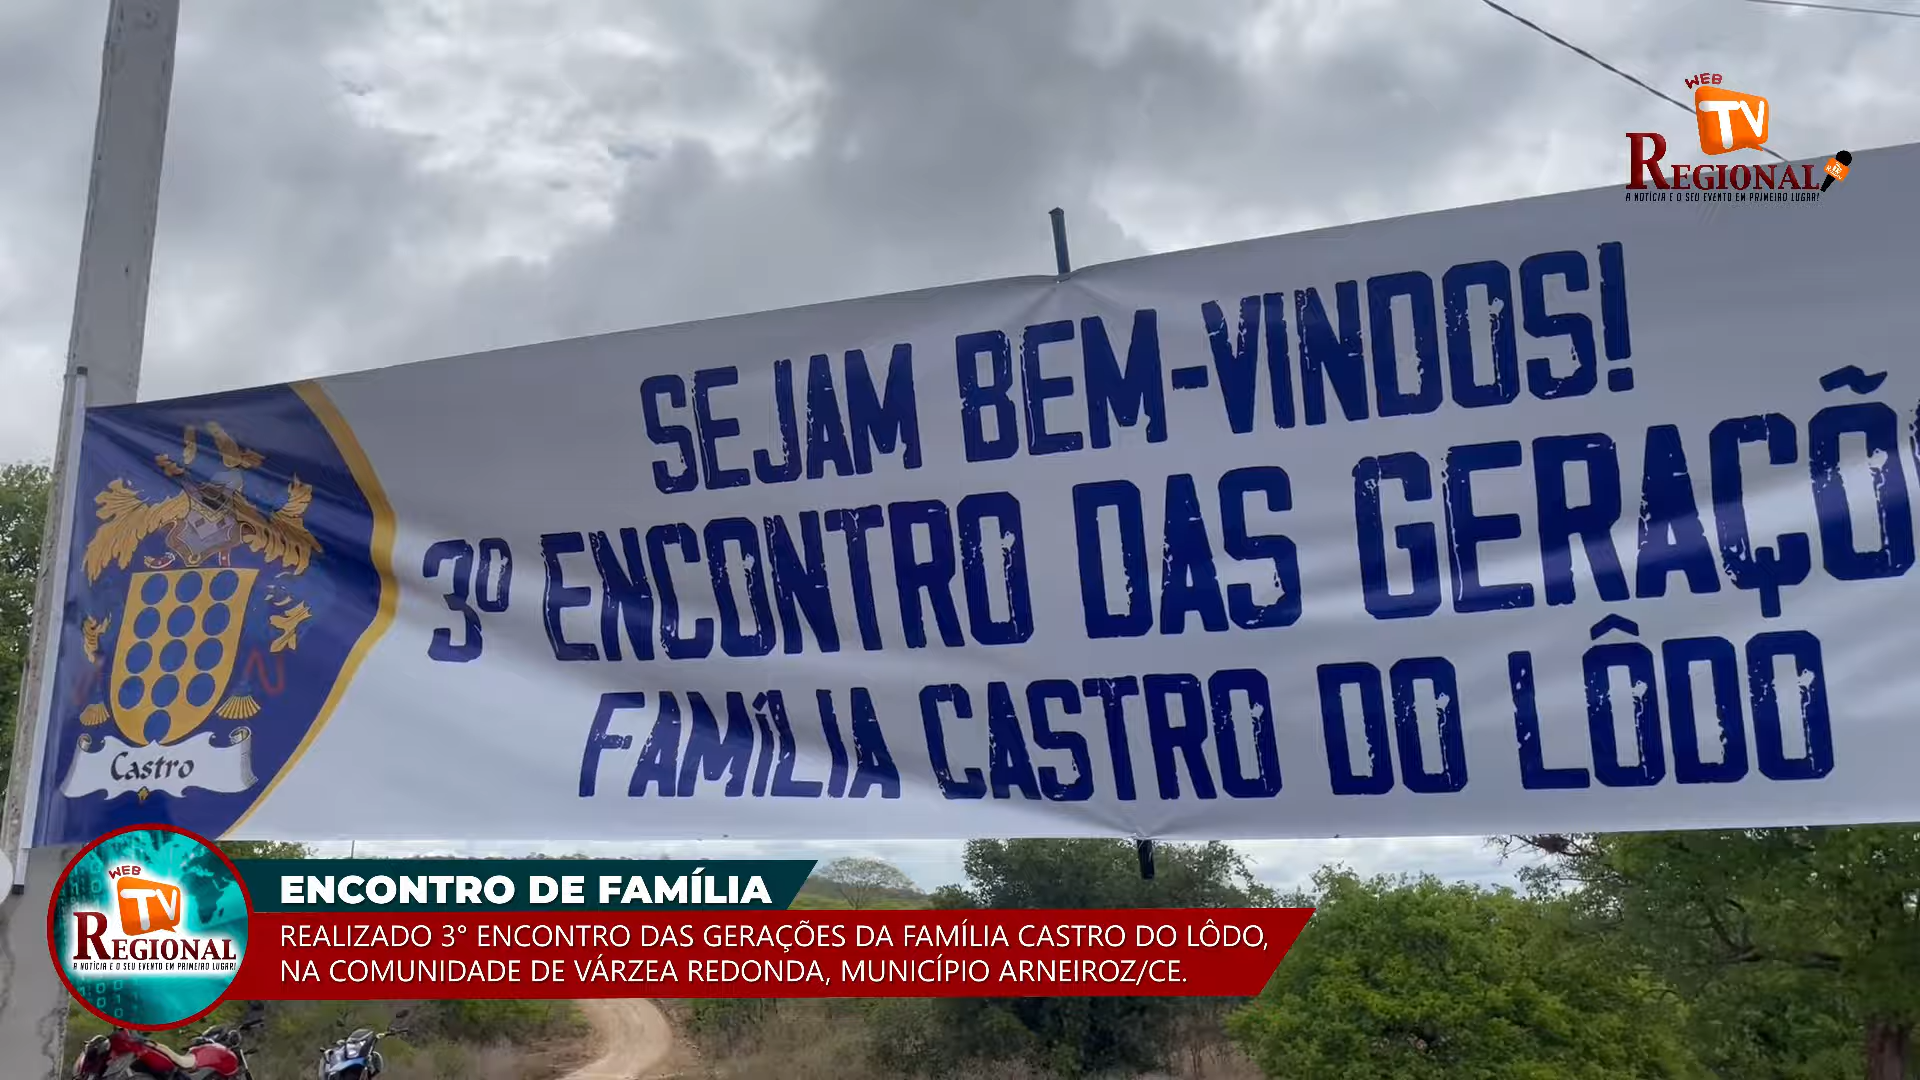 WEB
TV
REGIONAL
A NOTÍCIA E O SEU EVENTO EM PRIMEIRO LUGAR!
SEJAM BEM-VINDOS!
3º ENCONTRO DAS GERAÇÕ
FAMÍLIA CASTRO DO LÔDO
Castro
WEB
TV
REGIONAL
A NOTÍCIA E O SEU EVENTO EM PRIMEIRO LUGAR!
ENCONTRO DE FAMÍLIA
REALIZADO 3° ENCONTRO DAS GERAÇÕES DA FAMÍLIA CASTRO DO LÔDO,
NA COMUNIDADE DE VÁRZEA REDONDA, MUNICÍPIO ARNEIROZ/CE.